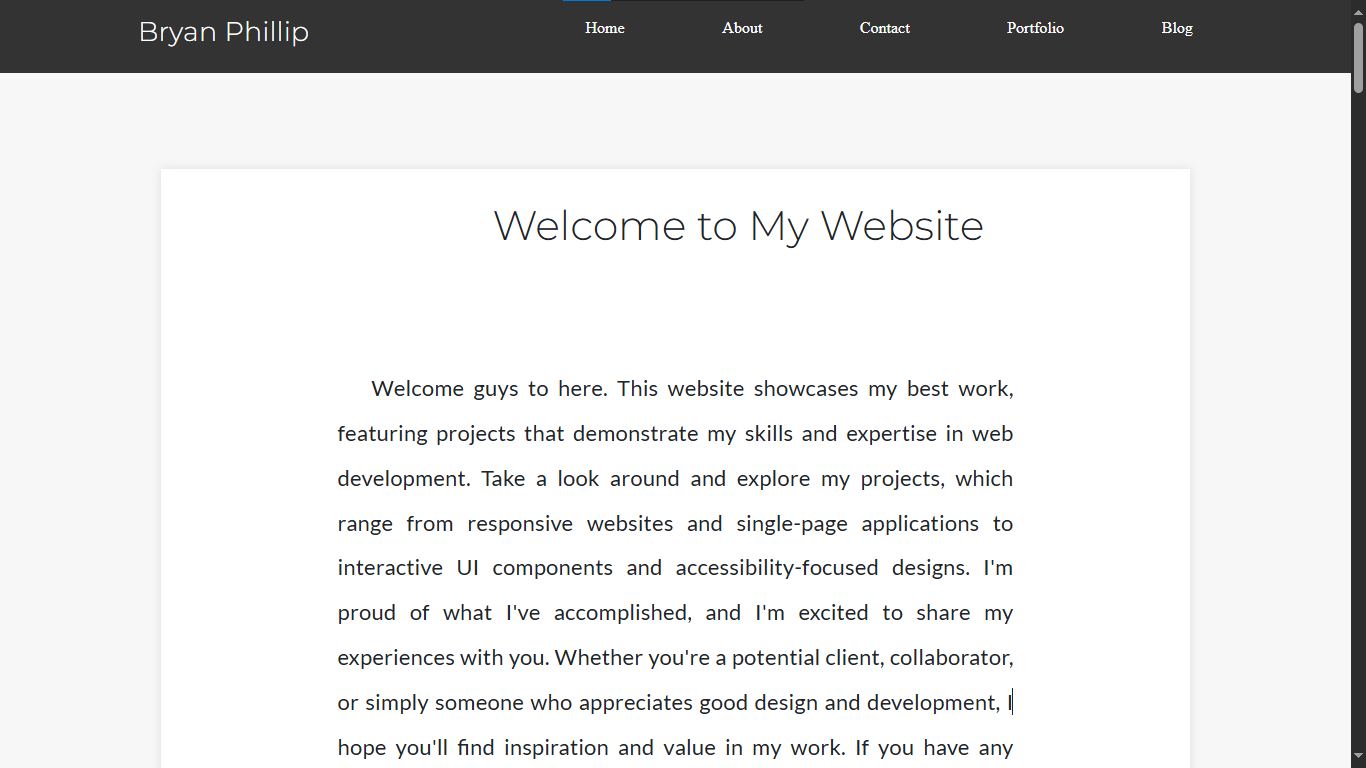 Bryan Phillip
Home About Contact Portfolio Blog
Welcome to My Website
Welcome guys to here. This website showcases my best work,
featuring projects that demonstrate my skills and expertise in web
development. Take a look around and explore my projects, which
range from responsive websites and single-page applications to
interactive UI components and accessibility-focused designs. I'm
proud of what I've accomplished, and I'm excited to share my
experiences with you. Whether you're a potential client, collaborator,
or simply someone who appreciates good design and development, I
hope you'll find inspiration and value in my work. If you have any